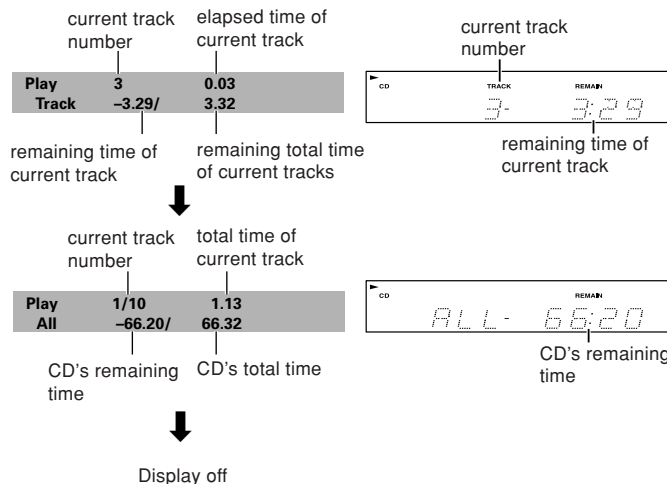 current track
number
elapsed time of
current track
Play 3 0.03
Track –3.29/ 3.32
remaining time of
current track
remaining total time
of current tracks
current track
number
CD TRACK REMAIN
3- 3:29
remaining time of
current track
current track
number
total time of
current track
Play 1/10 1.13
All –66.20/ 66.32
CD's remaining
time
CD's total time
CD REMAIN
ALL- 66:20
CD's remaining
time
Display off